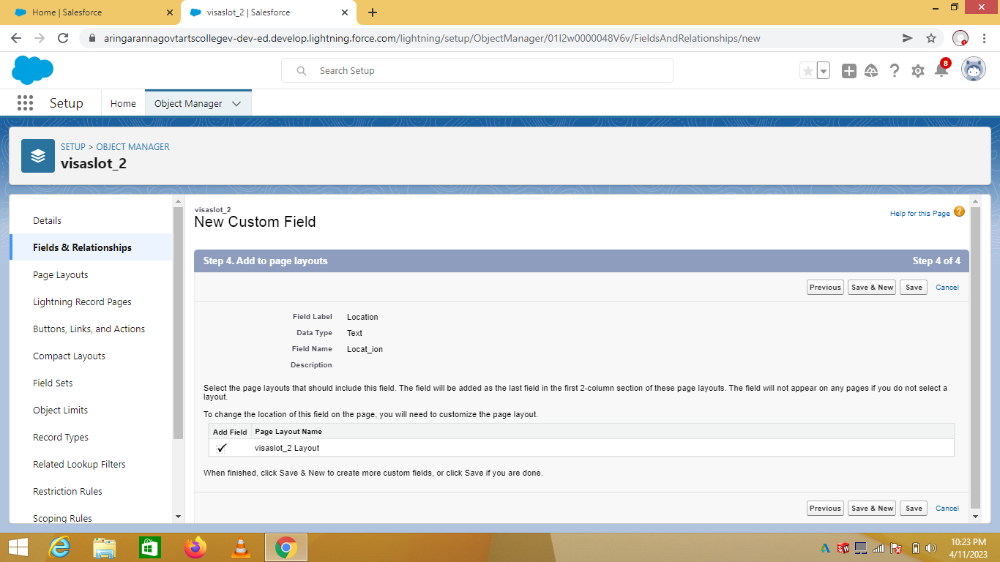 Home | Salesforce
visaslot_2 | Salesforce
aringarannagovtartscollegev-dev-ed.develop.lightning.force.com/lightning/setup/ObjectManager/01I2w0000048V6v/FieldsAndRelationships/new
Search Setup
8
Setup
Home
Object Manager
SETUP > OBJECT MANAGER
visaslot_2
Details
Fields & Relationships
Page Layouts
Lightning Record Pages
Buttons, Links, and Actions
Compact Layouts
Field Sets
Object Limits
Record Types
Related Lookup Filters
Restriction Rules
Scoping Rules
visaslot_2
New Custom Field
Help for this Page ?
Step 4. Add to page layouts
Step 4 of 4
Previous Save & New Save Cancel
Field Label Location
Data Type Text
Field Name Locat_ion
Description
Select the page layouts that should include this field. The field will be added as the last field in the first 2-column section of these page layouts. The field will not appear on any pages if you do not select a
layout.
To change the location of this field on the page, you will need to customize the page layout.
Add Field Page Layout Name
visaslot_2 Layout
When finished, click Save & New to create more custom fields, or click Save if you are done.
Previous Save & New Save Cancel
10:23 PM
4/11/2023